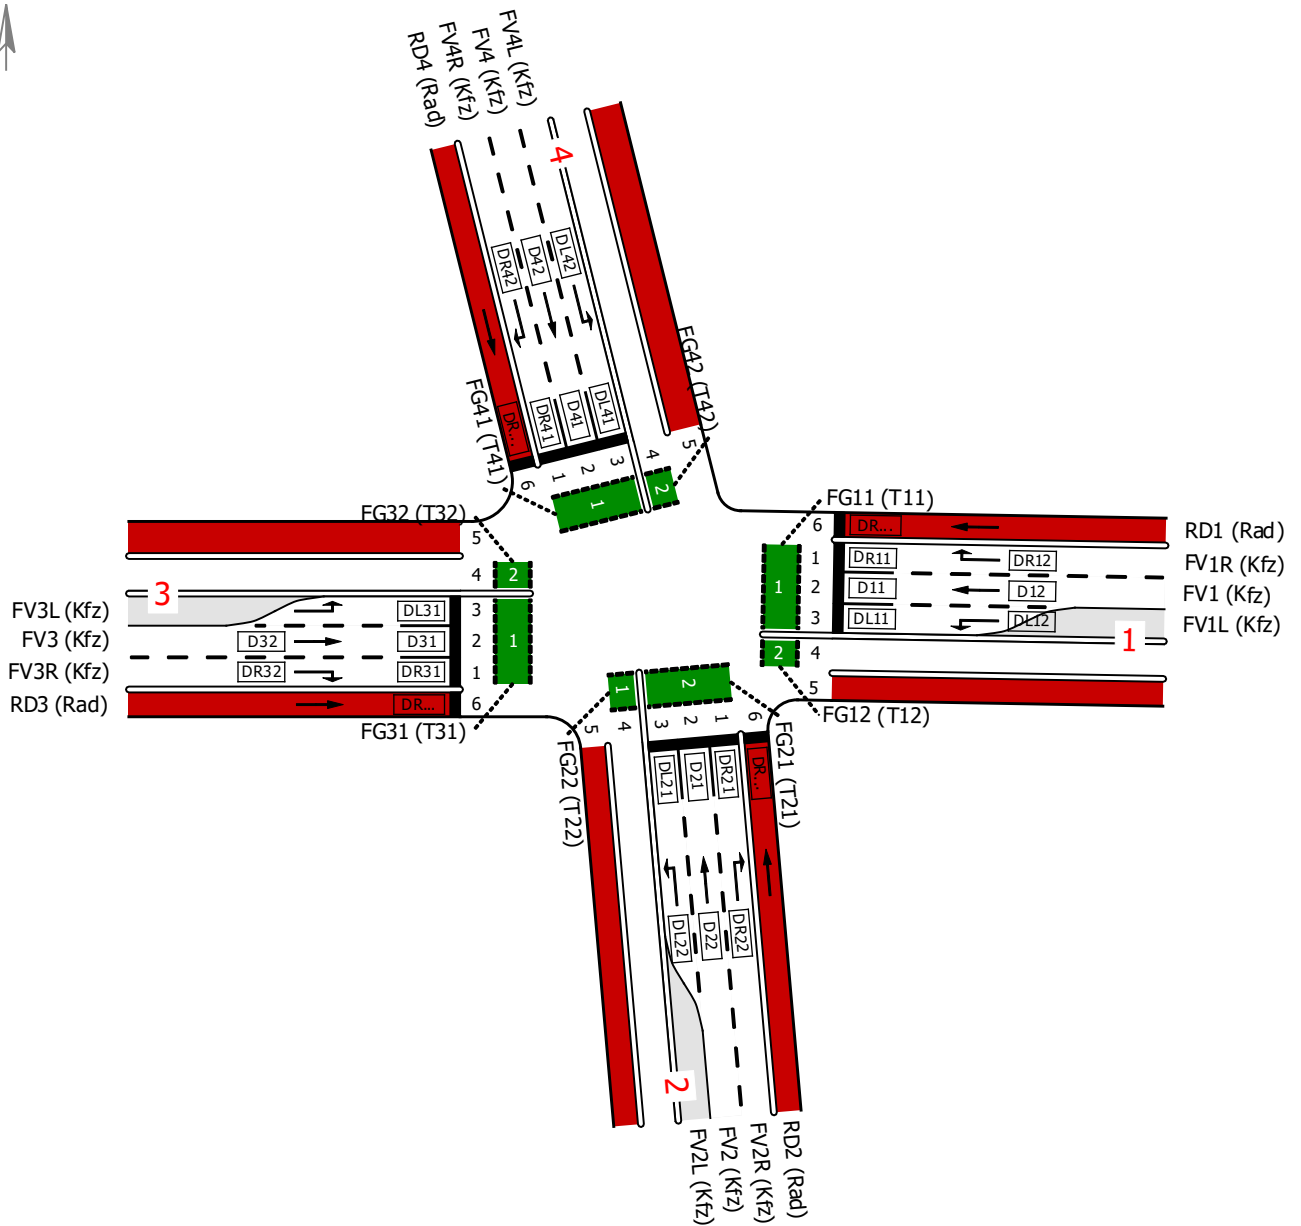 RD4 (Rad)
FV4R (Kfz)
FV4 (Kfz)
FV4L (Kfz)
4
DR42
D42
DL42
FG42 (T42)
FG41 (T41)
DR...
DR41
D41
DL41
6
1
2
3
4
5
1
2
FG32 (T32)
5
4
2
3
FV3L (Kfz)
DL31
3
FV3 (Kfz)
D32
D31
2
1
FV3R (Kfz)
DR32
DR31
1
RD3 (Rad)
DR...
6
FG31 (T31)
FG11 (T11)
6
DR...
RD1 (Rad)
1
DR11
DR12
FV1R (Kfz)
1
2
D11
D12
FV1 (Kfz)
3
DL11
DL12
FV1L (Kfz)
1
2
4
5
FG12 (T12)
1
2
5
4
3
2
1
6
FG22 (T22)
DL21
D21
DR21
DR...
FG21 (T21)
DL22
D22
DR22
2
FV2L (Kfz)
FV2 (Kfz)
FV2R (Kfz)
RD2 (Rad)